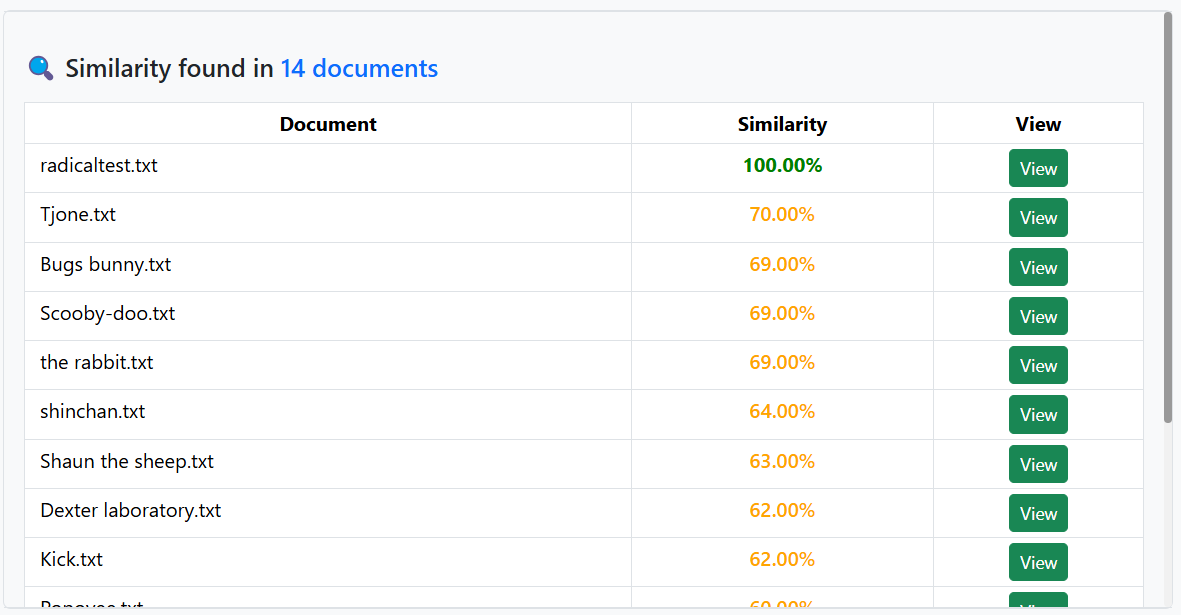 Similarity found in 14 documents
Document Similarity View
radicaltest.txt 100.00% View
Tjone.txt 70.00% View
Bugs bunny.txt 69.00% View
Scooby-doo.txt 69.00% View
the rabbit.txt 69.00% View
shinchan.txt 64.00% View
Shaun the sheep.txt 63.00% View
Dexter laboratory.txt 62.00% View
Kick.txt 62.00% View
60.00% View